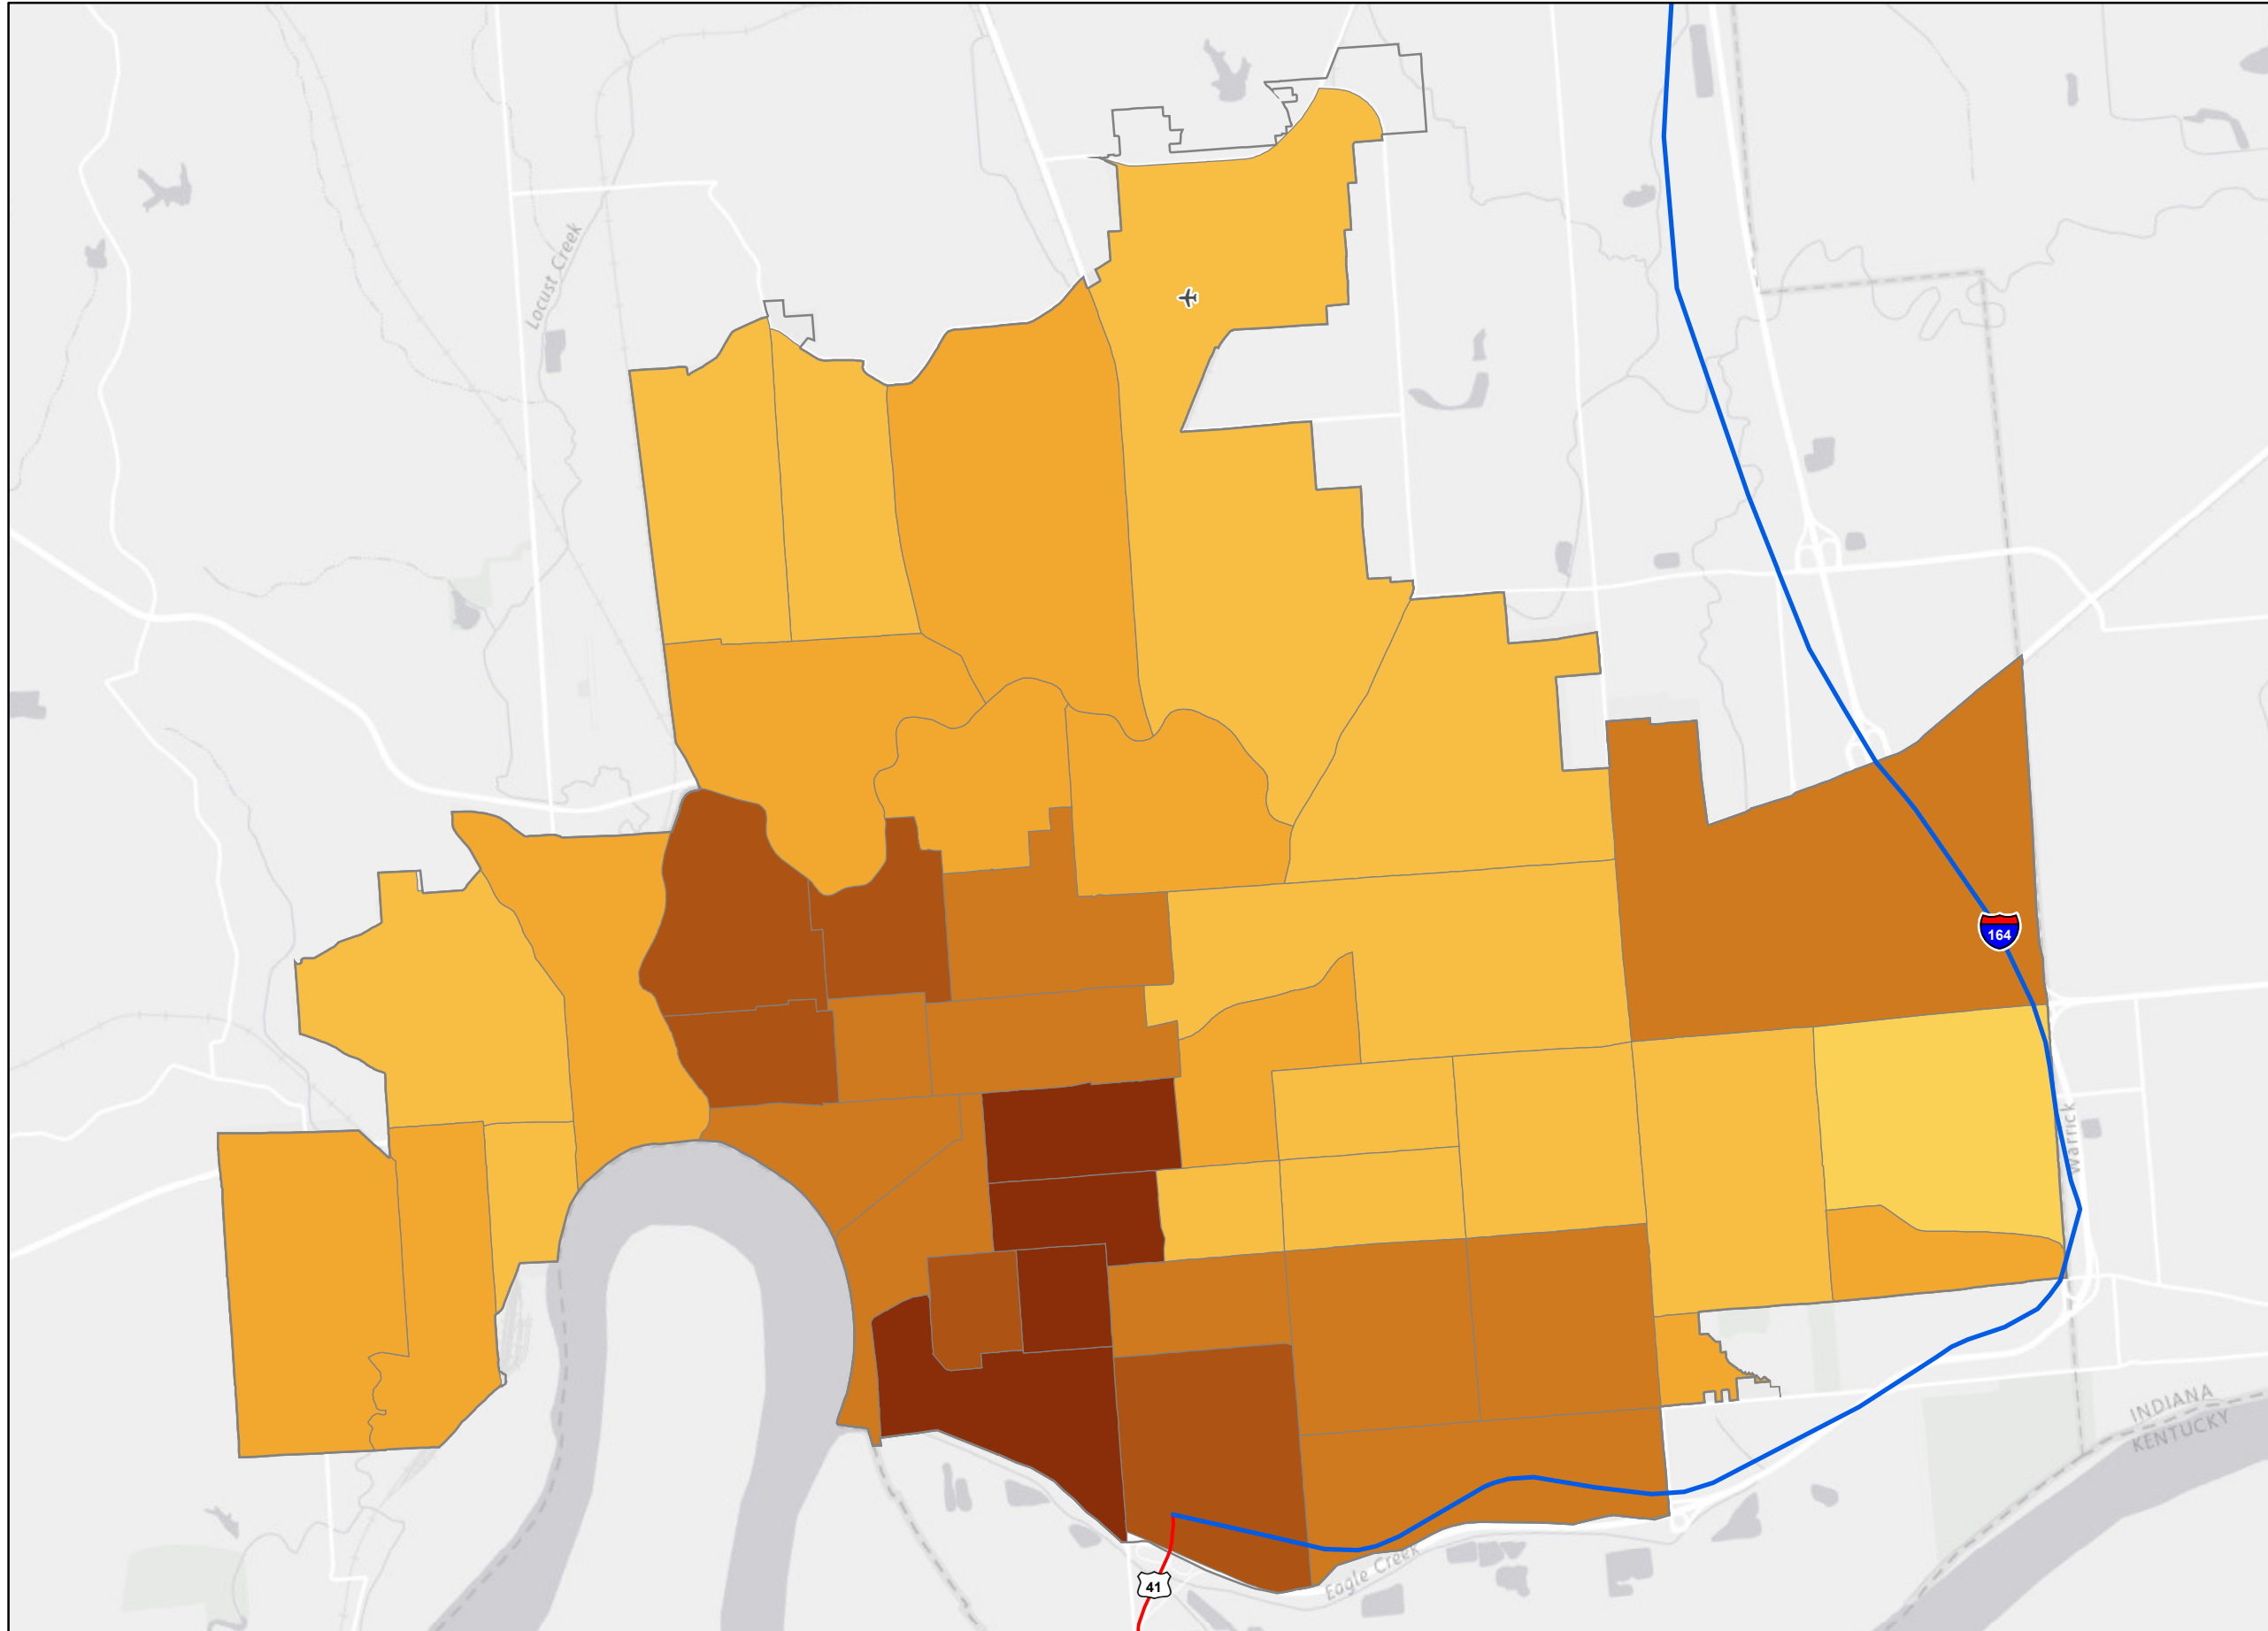 Locust Creek
164
Warrick
INDIANA
KENTUCKY
Eagle Creek
41